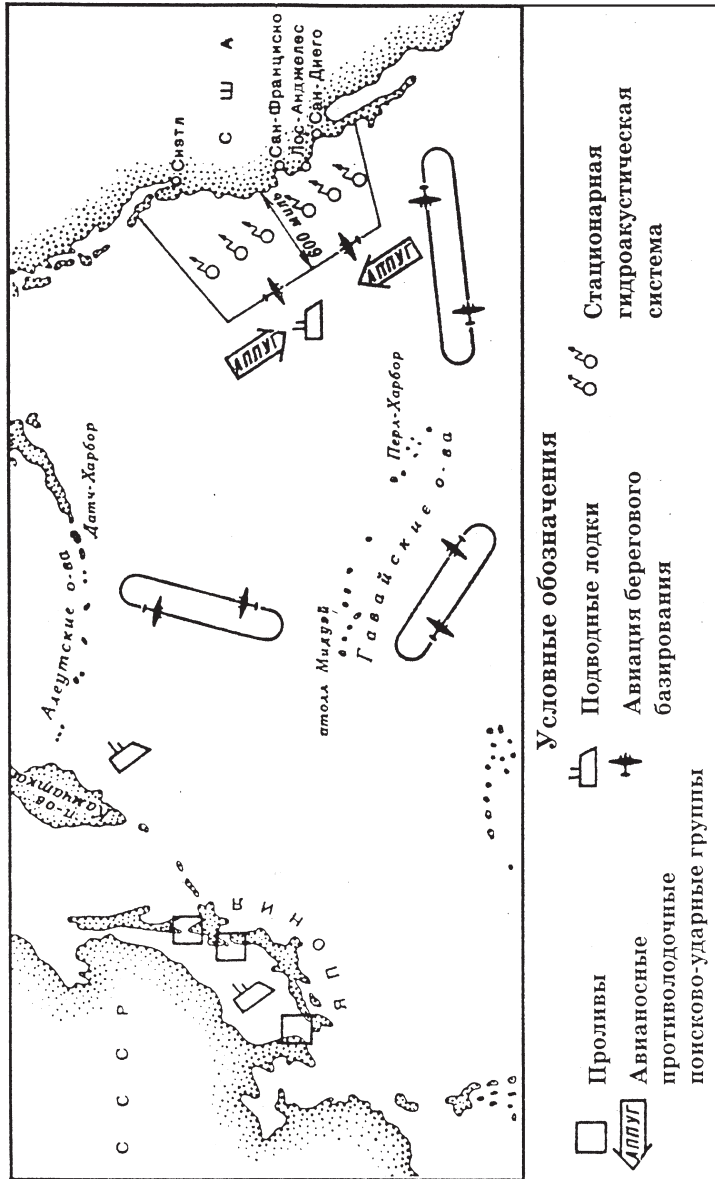 С С С Р
п-ов
Камчатка
Алеутские о-ва
Датч-Харбор
Сиэтл
С Ш А
Сан-Франциско
Лос-Анджелес
Сан-Диего
600 миль
АППУГ
АППУГ
Перл-Харбор
Гавайские о-ва
атолл Мидуэй
ЯПОНИЯ
Условные обозначения
Проливы
АППУГ
Авианосные
противолодочные
поисково-ударные группы
Подводные лодки
Авиация берегового
базирования
Стационарная
гидроакустическая
система